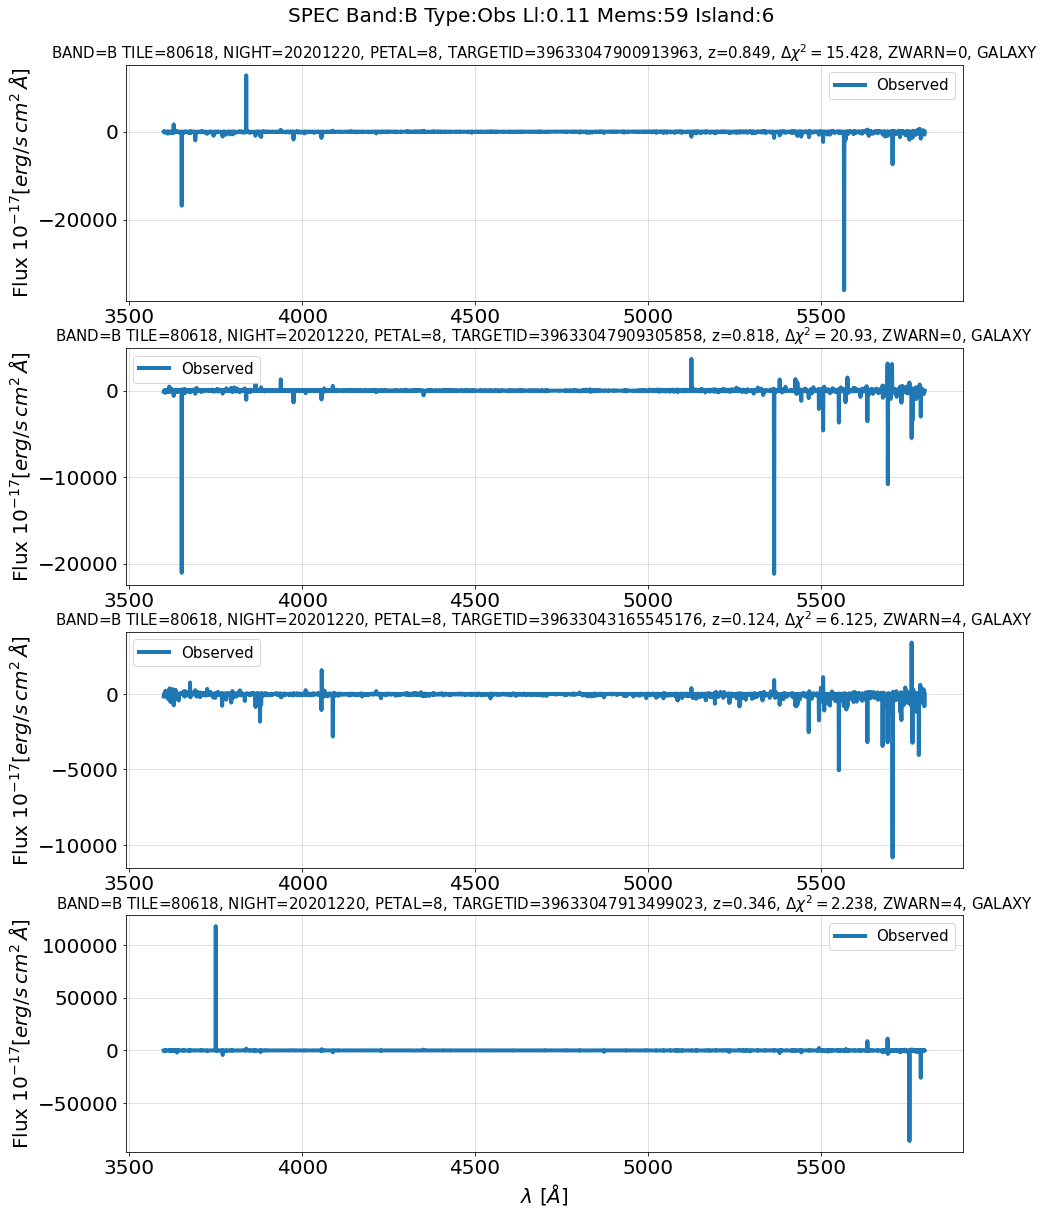 SPEC Band:B Type:Obs Ll:0.11 Mems:59 Island:6
BAND=B TILE=80618, NIGHT=20201220, PETAL=8, TARGETID=39633047900913963, z=0.849, Δχ² = 15.428, ZWARN=0, GALAXY
Observed
0
−20000
Flux 10⁻¹⁷[erg/s cm² Å]
3500 4000 4500 5000 5500
BAND=B TILE=80618, NIGHT=20201220, PETAL=8, TARGETID=39633047909305858, z=0.818, Δχ² = 20.93, ZWARN=0, GALAXY
Observed
0
−10000
−20000
Flux 10⁻¹⁷[erg/s cm² Å]
3500 4000 4500 5000 5500
BAND=B TILE=80618, NIGHT=20201220, PETAL=8, TARGETID=39633043165545176, z=0.124, Δχ² = 6.125, ZWARN=4, GALAXY
Observed
0
−5000
−10000
Flux 10⁻¹⁷[erg/s cm² Å]
3500 4000 4500 5000 5500
BAND=B TILE=80618, NIGHT=20201220, PETAL=8, TARGETID=39633047913499023, z=0.346, Δχ² = 2.238, ZWARN=4, GALAXY
Observed
100000
50000
0
−50000
Flux 10⁻¹⁷[erg/s cm² Å]
3500 4000 4500 5000 5500
λ [Å]